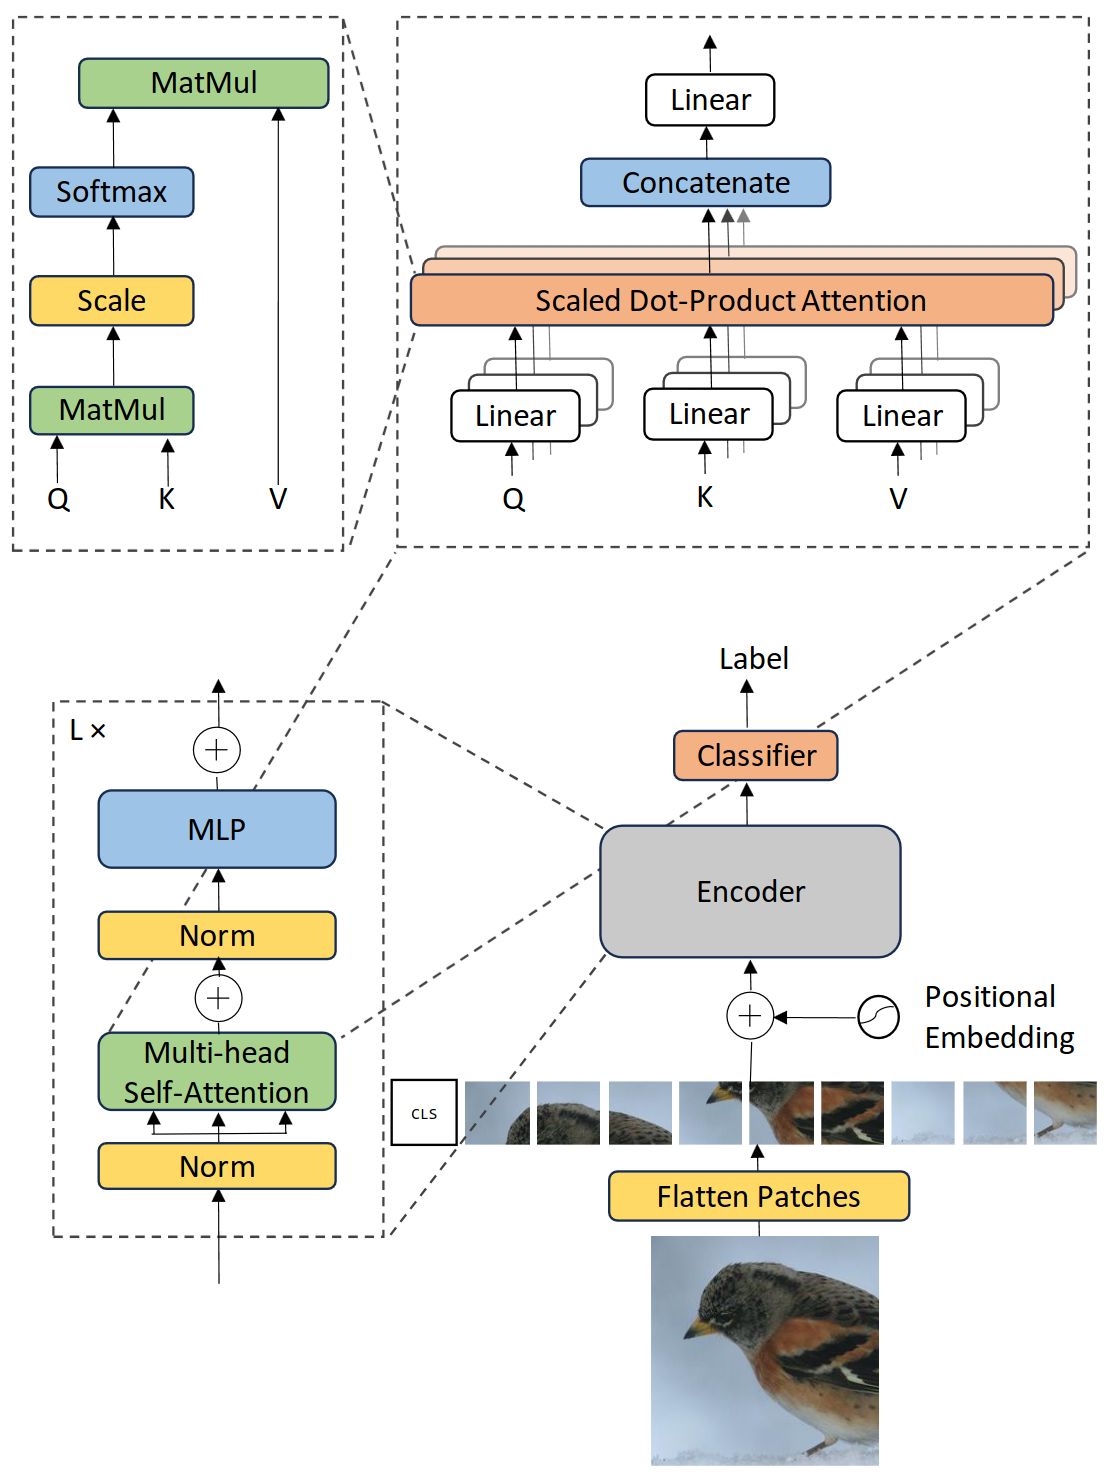 MatMul
Softmax
Scale
MatMul
Q K V
Linear
Concatenate
Scaled Dot-Product Attention
Linear Linear Linear
Q K V
L ×
MLP
Norm
Multi-head
Self-Attention
Norm
Label
Classifier
Encoder
Positional
Embedding
CLS
Flatten Patches